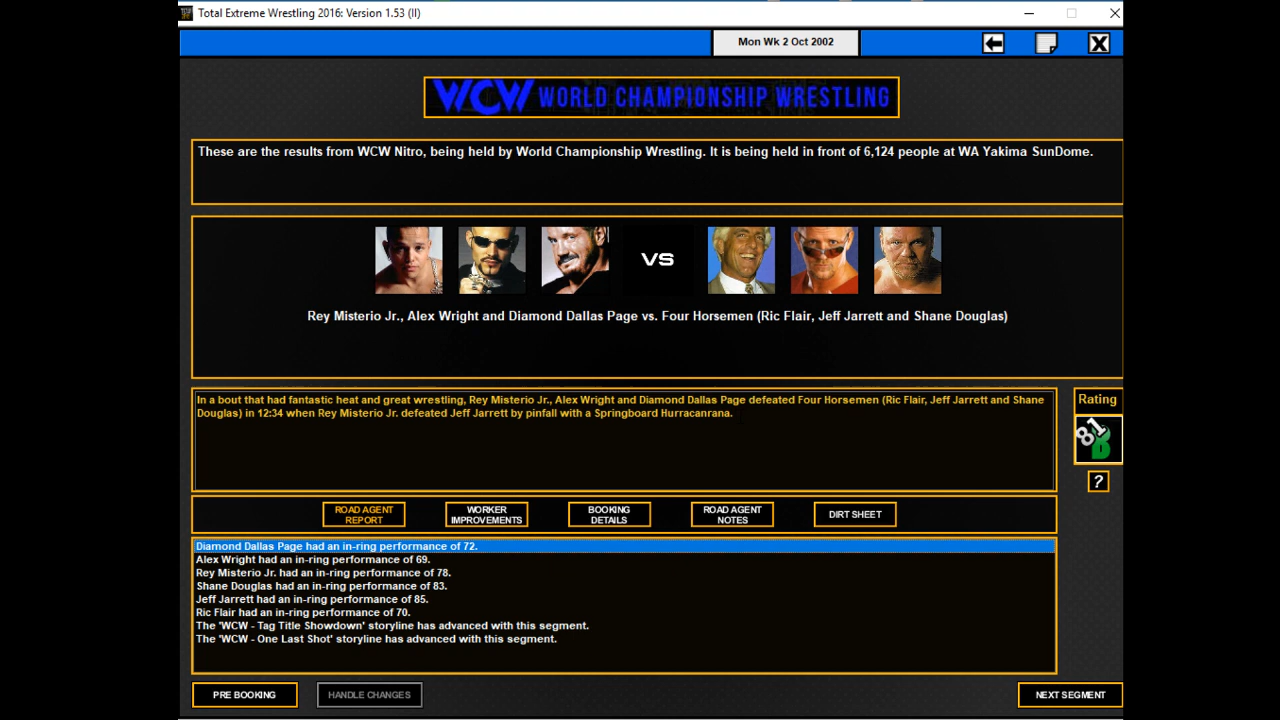 Total Extreme Wrestling 2016: Version 1.53 (II)
Mon Wk 2 Oct 2002
WCW WORLD CHAMPIONSHIP WRESTLING
These are the results from WCW Nitro, being held by World Championship Wrestling. It is being held in front of 6,124 people at WA Yakima SunDome.
VS
Rey Misterio Jr., Alex Wright and Diamond Dallas Page vs. Four Horsemen (Ric Flair, Jeff Jarrett and Shane Douglas)
In a bout that had fantastic heat and great wrestling, Rey Misterio Jr., Alex Wright and Diamond Dallas Page defeated Four Horsemen (Ric Flair, Jeff Jarrett and Shane
Douglas) in 12:34 when Rey Misterio Jr. defeated Jeff Jarrett by pinfall with a Springboard Hurracanrana.
Rating
81
B
?
ROAD AGENT
REPORT
WORKER
IMPROVEMENTS
BOOKING
DETAILS
ROAD AGENT
NOTES
DIRT SHEET
Diamond Dallas Page had an in-ring performance of 72.
Alex Wright had an in-ring performance of 69.
Rey Misterio Jr. had an in-ring performance of 78.
Shane Douglas had an in-ring performance of 83.
Jeff Jarrett had an in-ring performance of 85.
Ric Flair had an in-ring performance of 70.
The 'WCW - Tag Title Showdown' storyline has advanced with this segment.
The 'WCW - One Last Shot' storyline has advanced with this segment.
PRE BOOKING
HANDLE CHANGES
NEXT SEGMENT